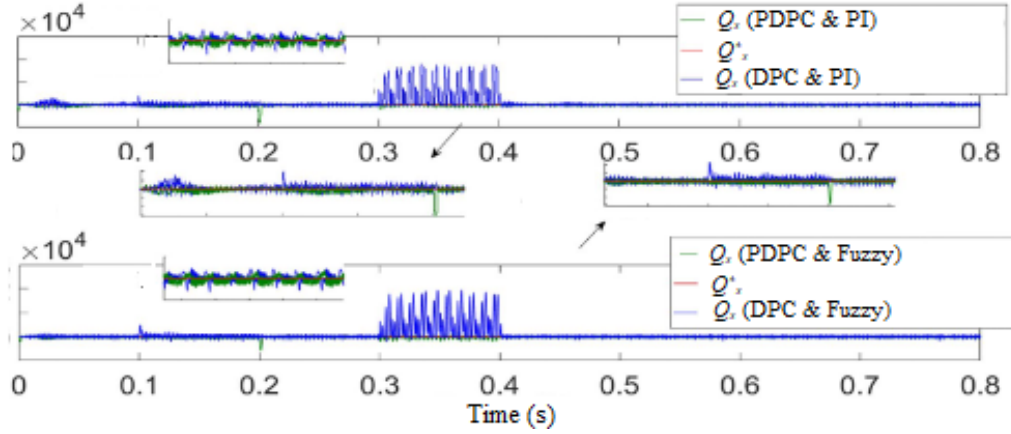 ×10⁴
Qₛ (PDPC & PI)
Q*ₛ
Qₛ (DPC & PI)
0 0.1 0.2 0.3 0.4 0.5 0.6 0.7 0.8
×10⁴
Qₛ (PDPC & Fuzzy)
Q*ₛ
Qₛ (DPC & Fuzzy)
0 0.1 0.2 0.3 0.4 0.5 0.6 0.7 0.8
Time (s)